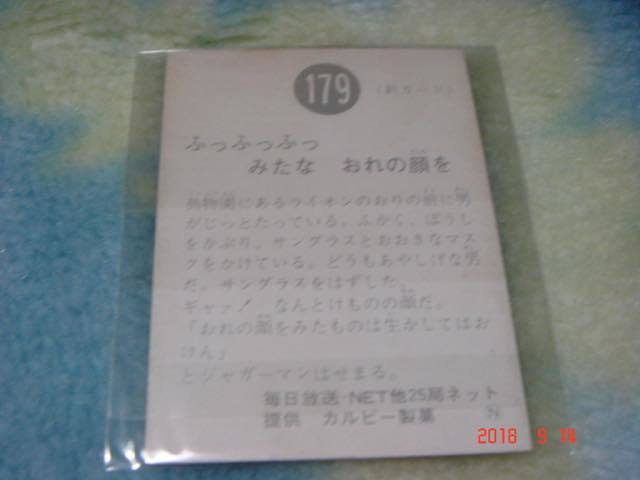 179
(新カード)
ふっふっふっ
みたな おれの顔を
動物園にあるライオンのおりの前に男
がじっとたっている。ふかく、ぼうし
をかぶり、サングラスとおおきなマス
クをかけている。どうもあやしげな男
だ。サングラスをはずした。
ギャァ! なんとけものの顔だ。
「おれの顔をみたものは生かしてはお
けん」
とジャガーマンはせまる。
毎日放送・NET他25局ネット
提供 カルビー製菓 N
2018 9 14